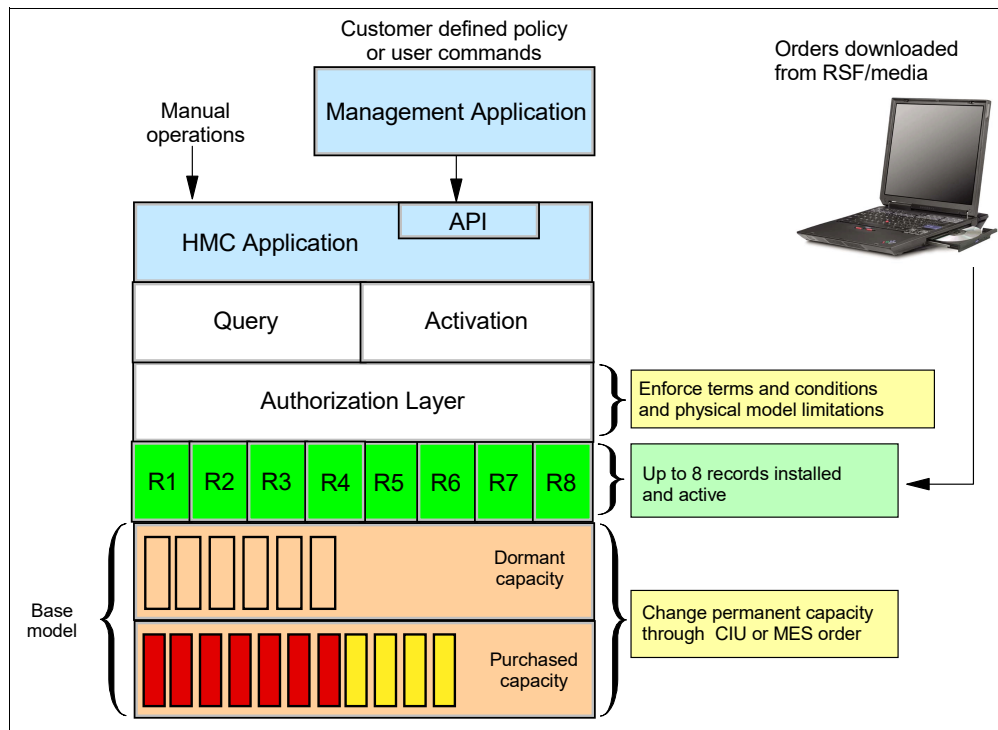 Customer defined policy
or user commands
Management Application
Manual
operations
Orders downloaded
from RSF/media
API
HMC Application
Query
Activation
Authorization Layer
Enforce terms and conditions
and physical model limitations
R1
R2
R3
R4
R5
R6
R7
R8
Up to 8 records installed
and active
Dormant
capacity
Base
model
Change permanent capacity
through CIU or MES order
Purchased
capacity